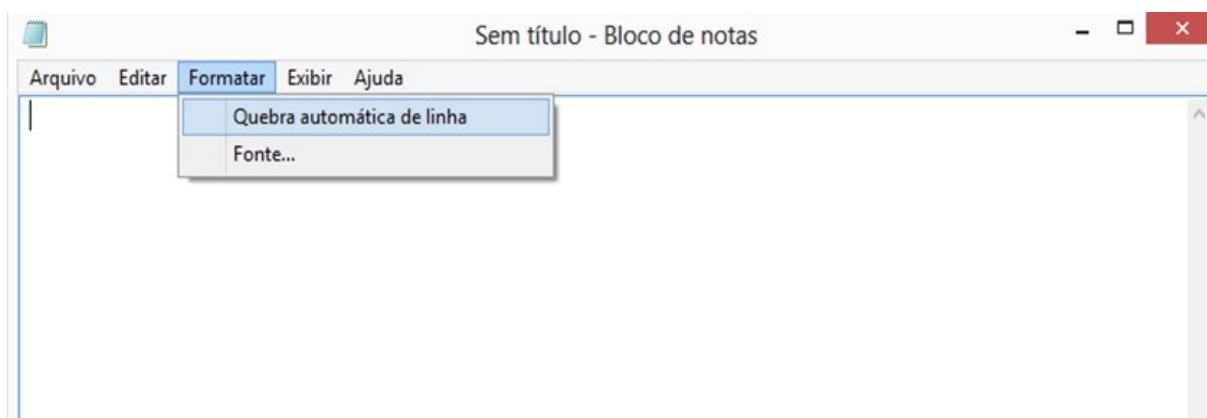 Sem título - Bloco de notas
Arquivo Editar Formatar Exibir Ajuda
Quebra automática de linha
Fonte...